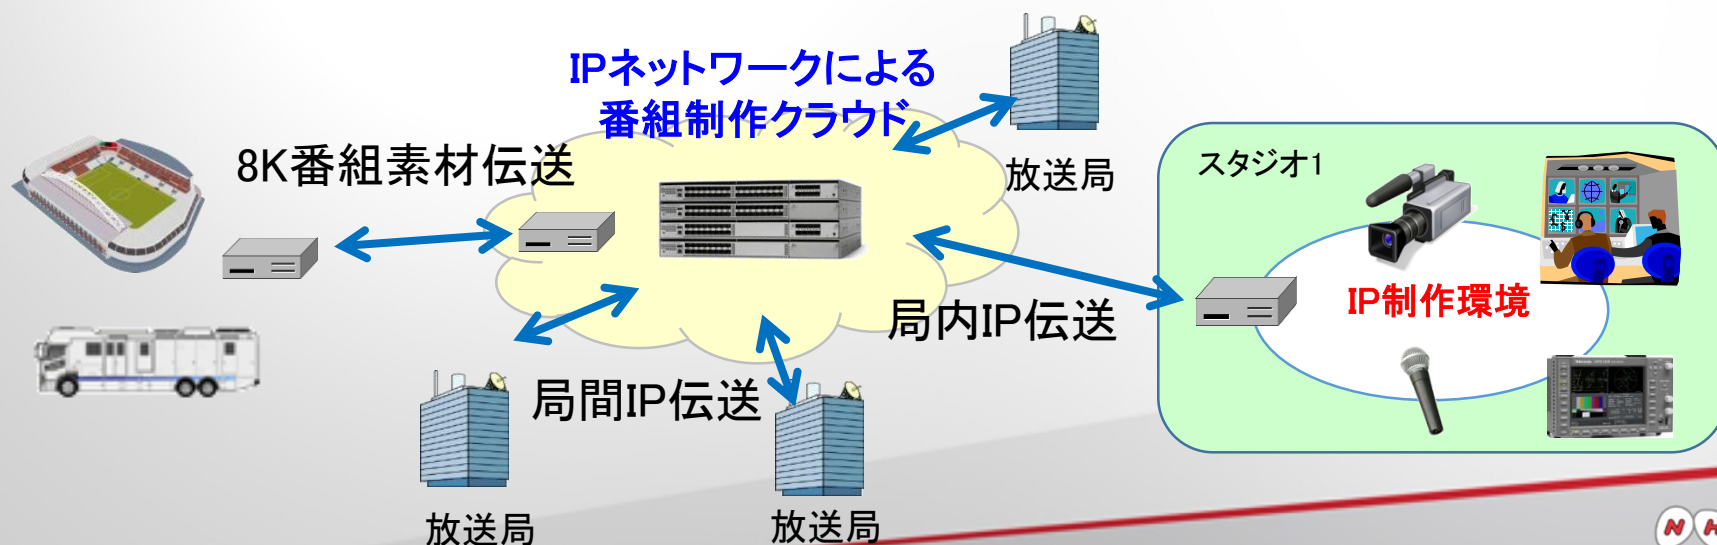 IPネットワークによる
番組制作クラウド
8K番組素材伝送
放送局
スタジオ1
IP制作環境
局内IP伝送
局間IP伝送
放送局
放送局
N H